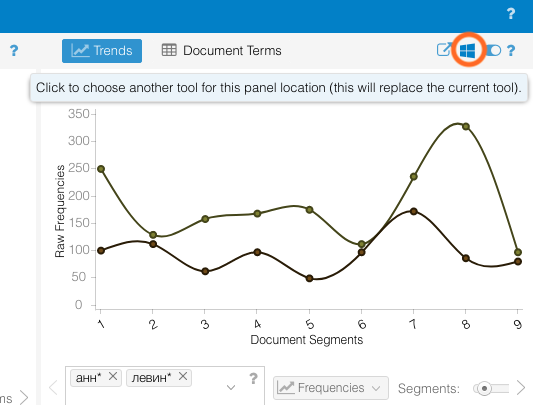 ?
? Trends Document Terms ?
Click to choose another tool for this panel location (this will replace the current tool).
350
300
250
200
150
100
50
0
Raw Frequencies
1 2 3 4 5 6 7 8 9
Document Segments
анн* × левин* × ?
ms Frequencies Segments: